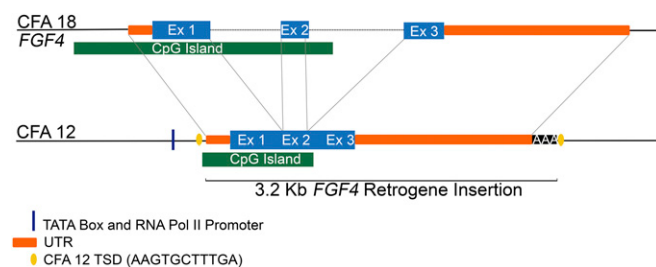 CFA 18
FGF4
Ex 1 Ex 2 Ex 3
CpG Island
CFA 12
Ex 1 Ex 2 Ex 3 AAA
CpG Island
3.2 Kb FGF4 Retrogene Insertion
TATA Box and RNA Pol II Promoter
UTR
CFA 12 TSD (AAGTGCTTTGA)